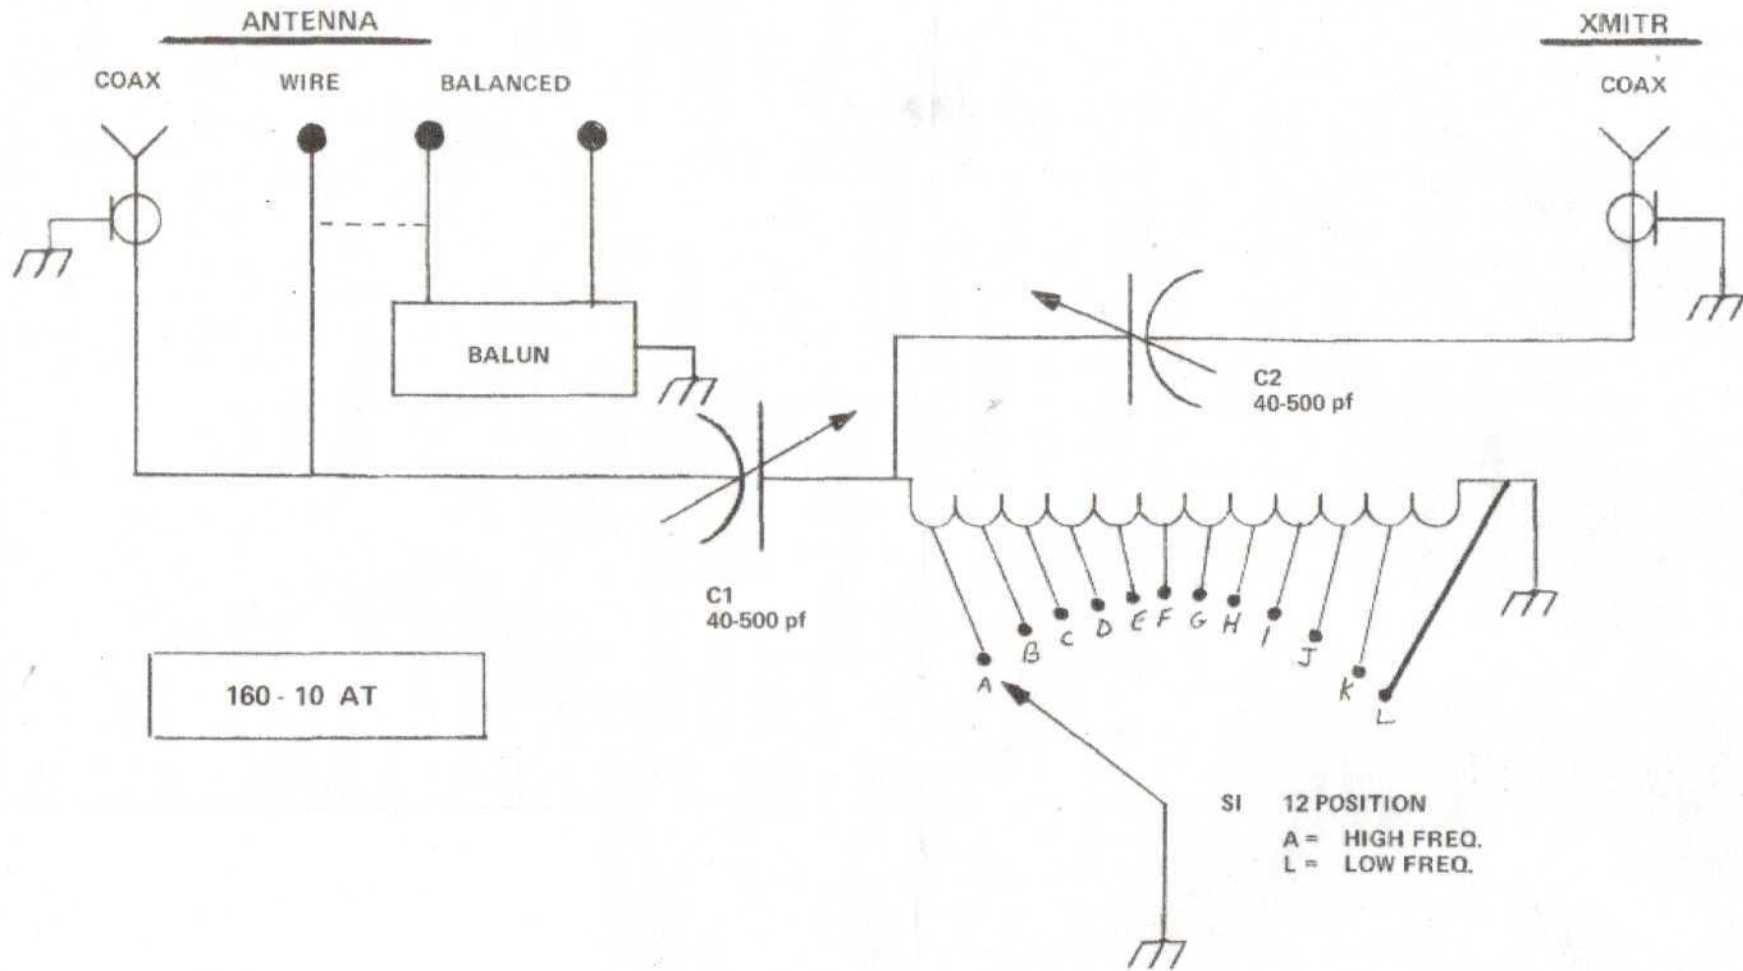 ANTENNA
XMITR
COAX
WIRE
BALANCED
COAX
BALUN
C2
40-500 pf
C1
40-500 pf
A
B
C
D
E
F
G
H
I
J
K
L
160 - 10 AT
SI 12 POSITION
A = HIGH FREQ.
L = LOW FREQ.